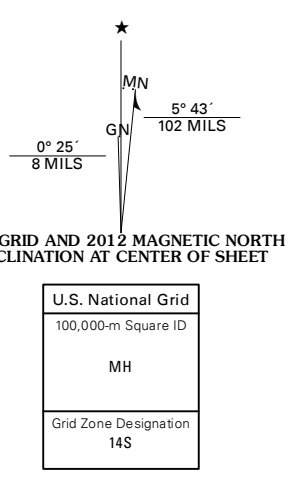 ★
MN
5° 43´
102 MILS
GN
0° 25´
8 MILS
GRID AND 2012 MAGNETIC NORTH
CLINATION AT CENTER OF SHEET
U.S. National Grid
100,000-m Square ID
MH
Grid Zone Designation
14S